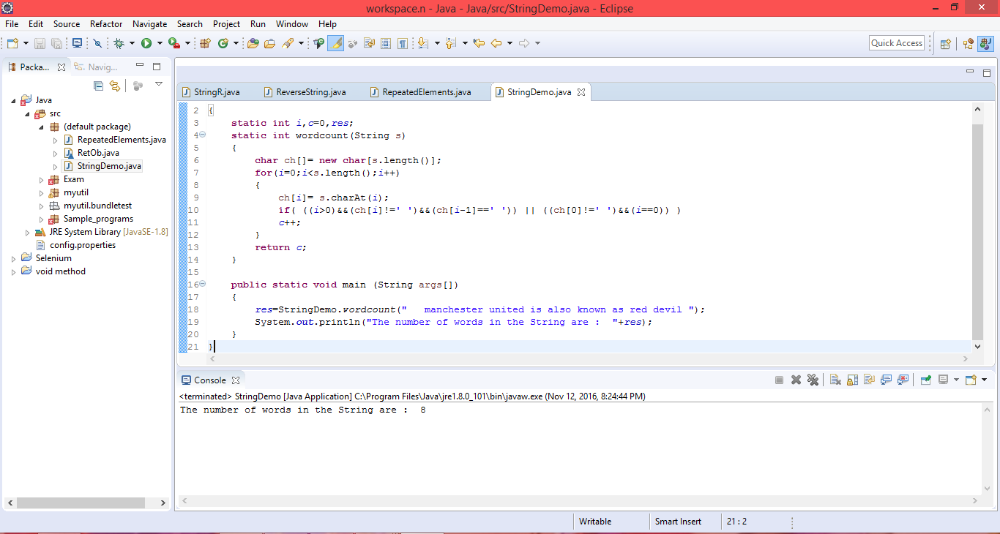 workspace.n - Java - Java/src/StringDemo.java - Eclipse
File Edit Source Refactor Navigate Search Project Run Window Help
Quick Access
Packa...
Navig...
Java
src
(default package)
RepeatedElements.java
RetOb.java
StringDemo.java
Exam
myutil
myutil.bundletest
Sample_programs
JRE System Library [JavaSE-1.8]
config.properties
Selenium
void method
StringR.java ReverseString.java RepeatedElements.java StringDemo.java
2 {
3 static int i,c=0,res;
4 static int wordcount(String s)
5 {
6 char ch[]= new char[s.length()];
7 for(i=0;i<s.length();i++)
8 {
9 ch[i]= s.charAt(i);
10 if( ((i>0)&&(ch[i]!=' ')&&(ch[i-1]==' ')) || ((ch[0]!=' ')&&(i==0)) )
11 c++;
12 }
13 return c;
14 }
15
16 public static void main (String args[])
17 {
18 res=StringDemo.wordcount("   manchester united is also known as red devil ");
19 System.out.println("The number of words in the String are :  "+res);
20 }
21 }
Console
<terminated> StringDemo [Java Application] C:\Program Files\Java\jre1.8.0_101\bin\javaw.exe (Nov 12, 2016, 8:24:44 PM)
The number of words in the String are :  8
Writable Smart Insert 21 : 2